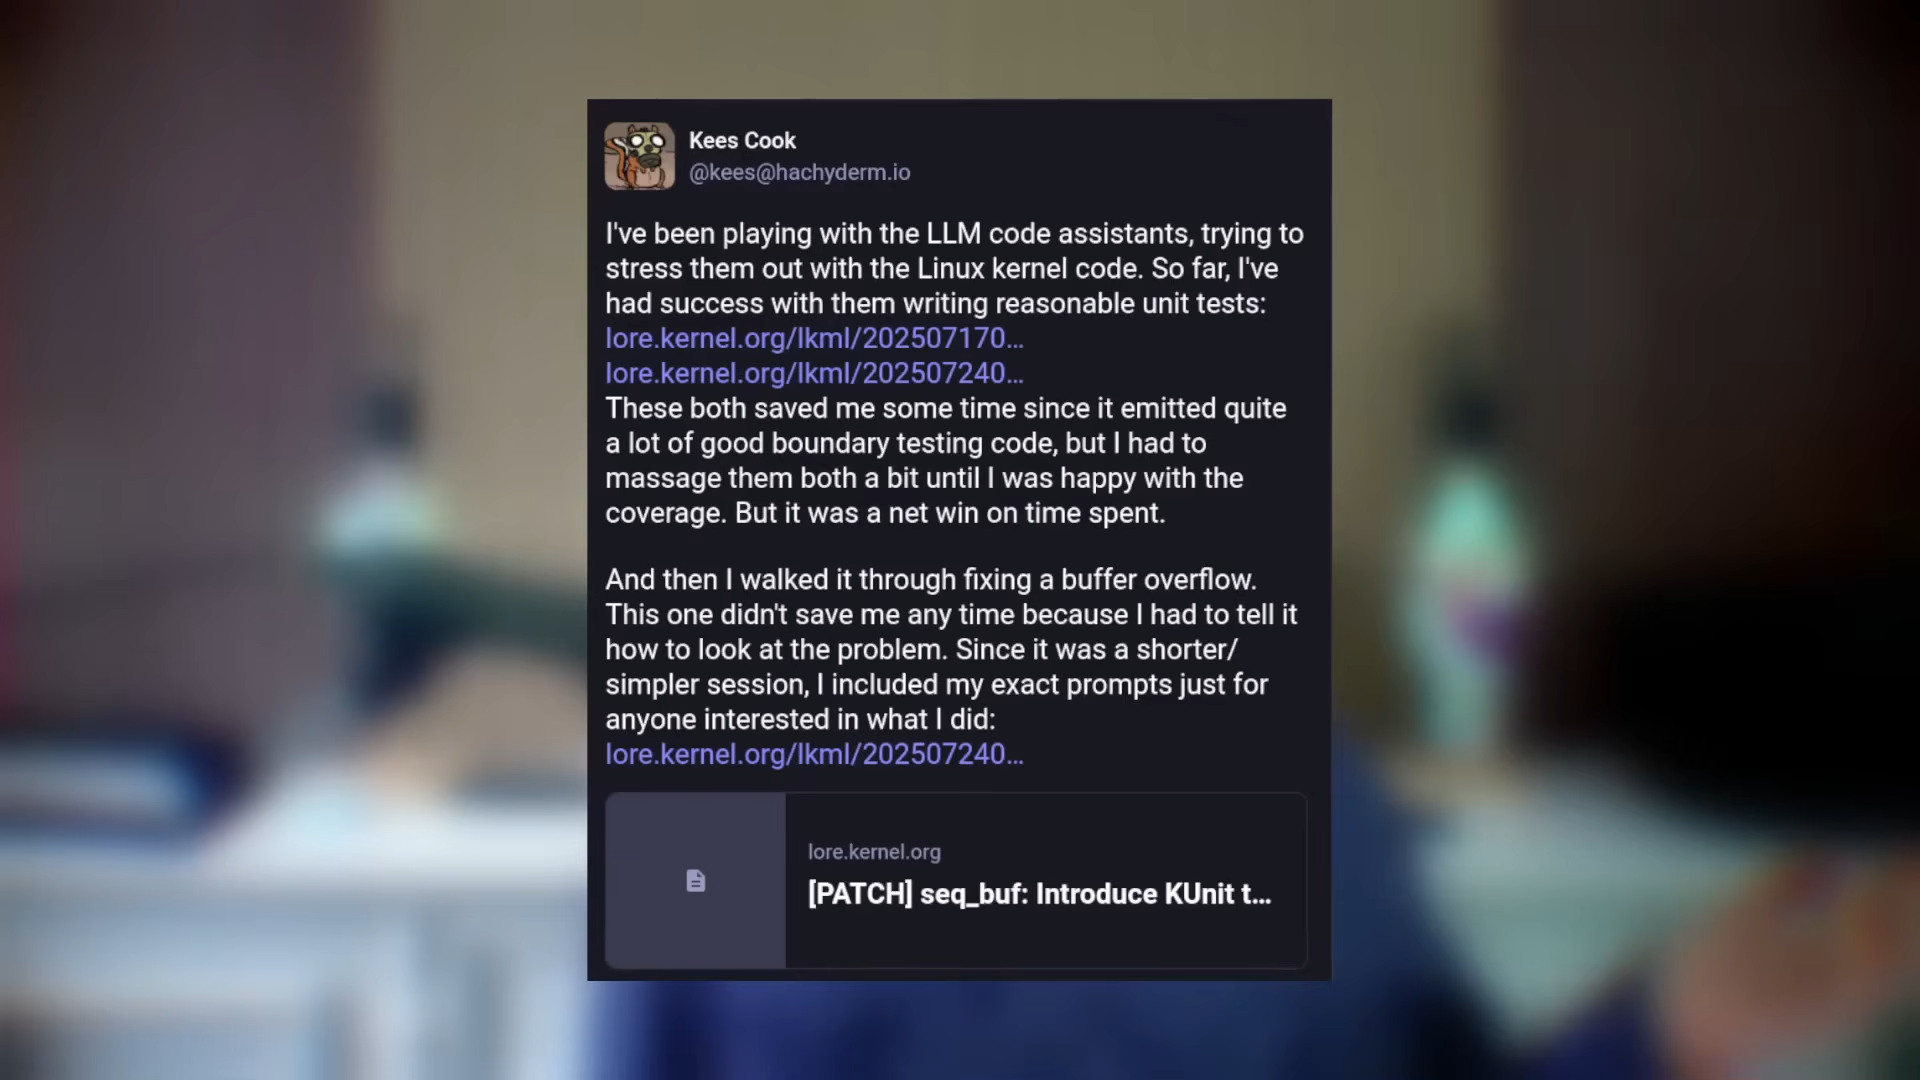 Kees Cook
@kees@hachyderm.io
I've been playing with the LLM code assistants, trying to
stress them out with the Linux kernel code. So far, I've
had success with them writing reasonable unit tests:
lore.kernel.org/lkml/202507170…
lore.kernel.org/lkml/202507240…
These both saved me some time since it emitted quite
a lot of good boundary testing code, but I had to
massage them both a bit until I was happy with the
coverage. But it was a net win on time spent.
And then I walked it through fixing a buffer overflow.
This one didn't save me any time because I had to tell it
how to look at the problem. Since it was a shorter/
simpler session, I included my exact prompts just for
anyone interested in what I did:
lore.kernel.org/lkml/202507240…
lore.kernel.org
[PATCH] seq_buf: Introduce KUnit t…